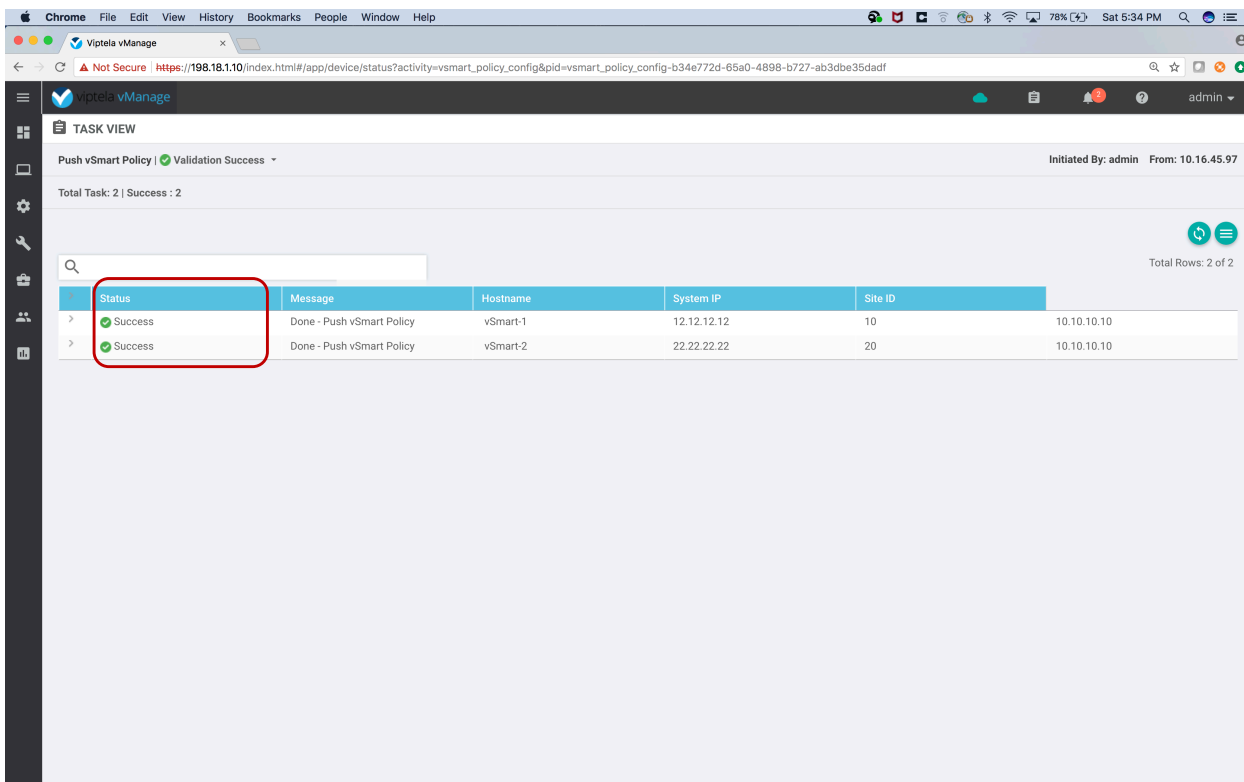 Chrome File Edit View History Bookmarks People Window Help 78% Sat 5:34 PM
Viptela vManage ×
Not Secure | https://198.18.1.10/index.html#/app/device/status?activity=vsmart_policy_config&pid=vsmart_policy_config-b34e772d-65a0-4898-b727-ab3dbe35dadf
viptela vManage 2 admin
TASK VIEW
Push vSmart Policy | Validation Success Initiated By: admin From: 10.16.45.97
Total Task: 2 | Success : 2
Total Rows: 2 of 2
Status Message Hostname System IP Site ID
Success Done - Push vSmart Policy vSmart-1 12.12.12.12 10 10.10.10.10
Success Done - Push vSmart Policy vSmart-2 22.22.22.22 20 10.10.10.10